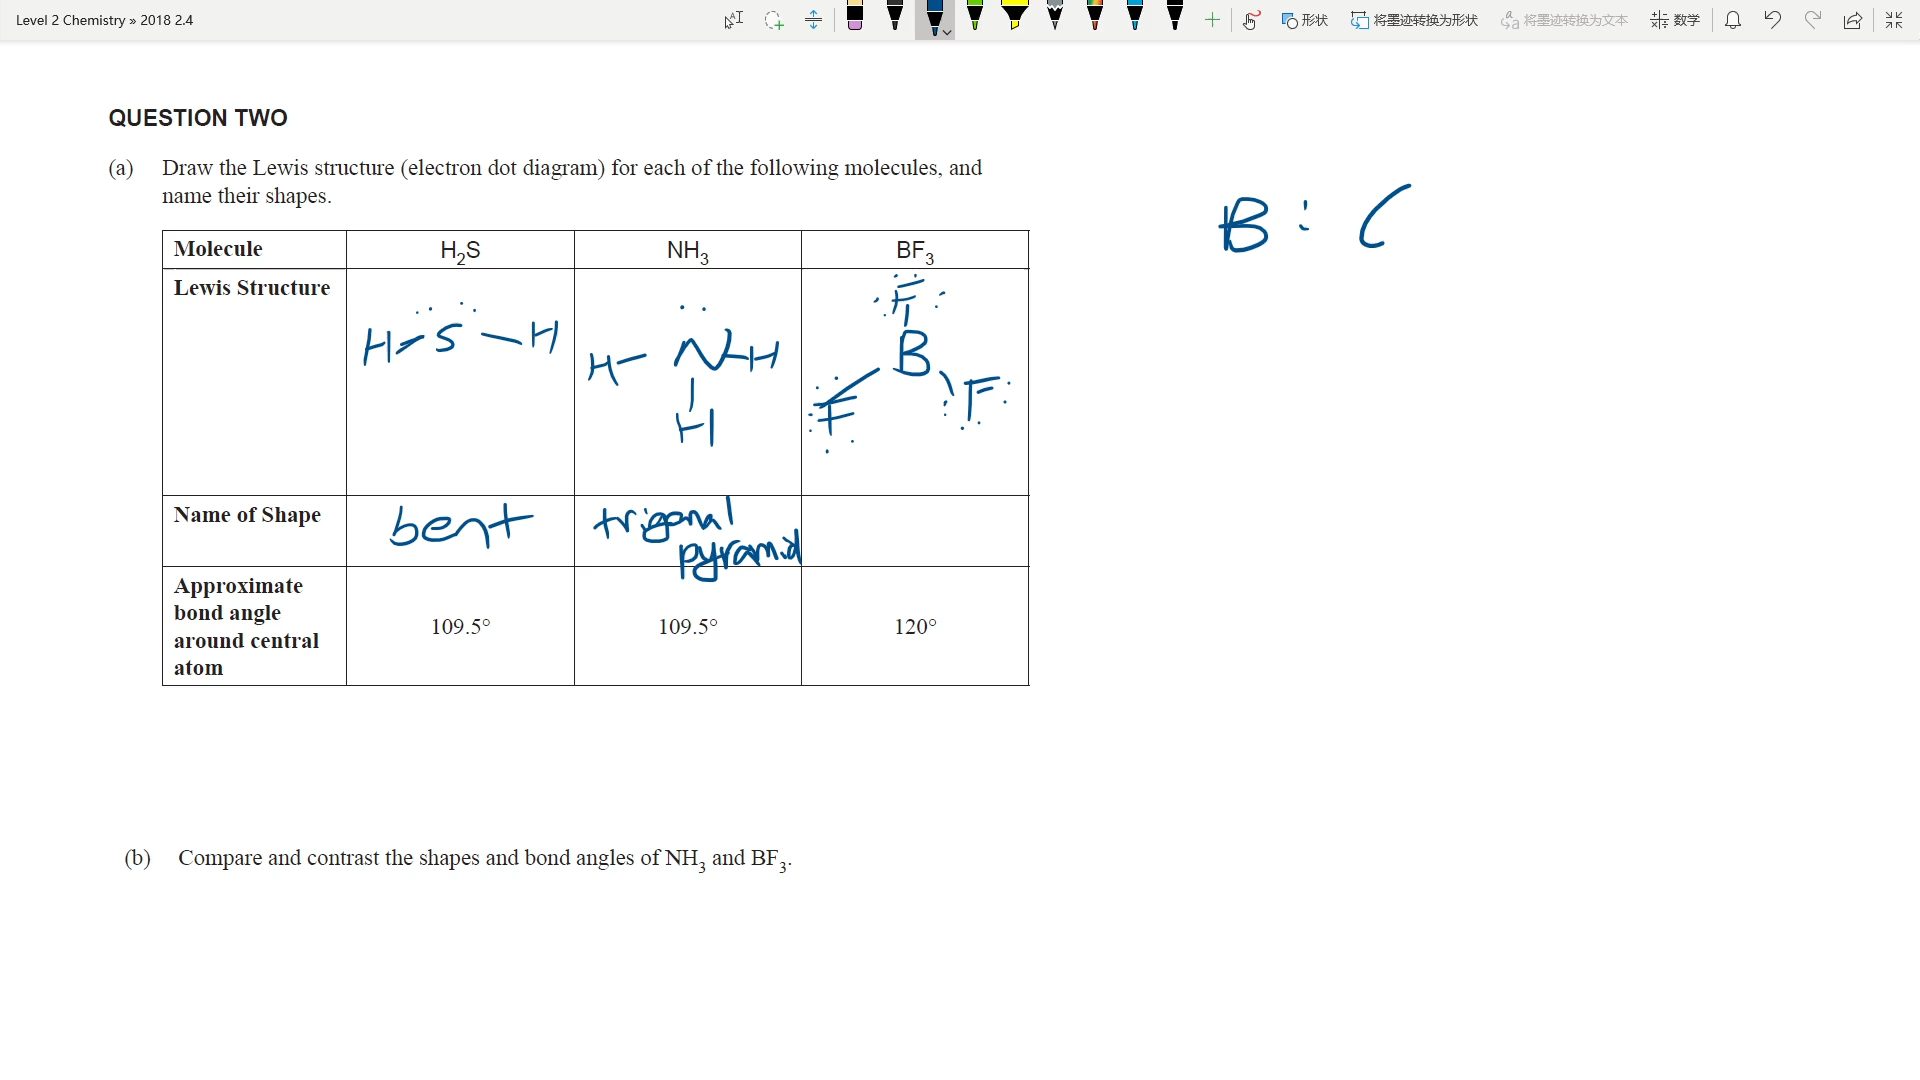 Level 2 Chemistry » 2018 2.4
形状 将墨迹转换为形状 将墨迹转换为文本 数学
QUESTION TWO
(a) Draw the Lewis structure (electron dot diagram) for each of the following molecules, and
name their shapes.
B : (
Molecule H₂S NH₃ BF₃
Lewis Structure
H-S-H
H-N-H
H
F
B
F F
Name of Shape bent trigonal
pyramid
Approximate
bond angle
around central
atom
109.5° 109.5° 120°
(b) Compare and contrast the shapes and bond angles of NH₃ and BF₃.